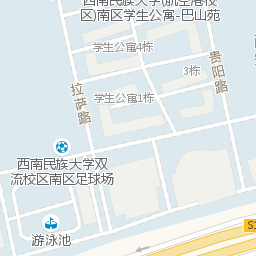 西南民族大学(航空港校
区)南区学生公寓-巴山苑
学生公寓4栋
3栋
贵阳路
拉萨路
学生公寓1栋
西南民族大学双
流校区南区足球场
游泳池